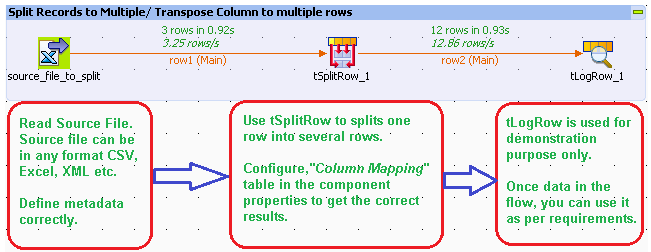 Split Records to Multiple/ Transpose Column to multiple rows
3 rows in 0.92s
3.25 rows/s
row1 (Main)
12 rows in 0.93s
12.86 rows/s
row2 (Main)
source_file_to_split
tSplitRow_1
tLogRow_1
Read Source File.
Source file can be
in any format CSV,
Excel, XML etc.
Define metadata
correctly.
Use tSplitRow to splits one
row into several rows.
Configure,"Column Mapping"
table in the component
properties to get the correct
results.
tLogRow is used for
demonstration
purpose only.
Once data in the
flow, you can use it
as per requirements.